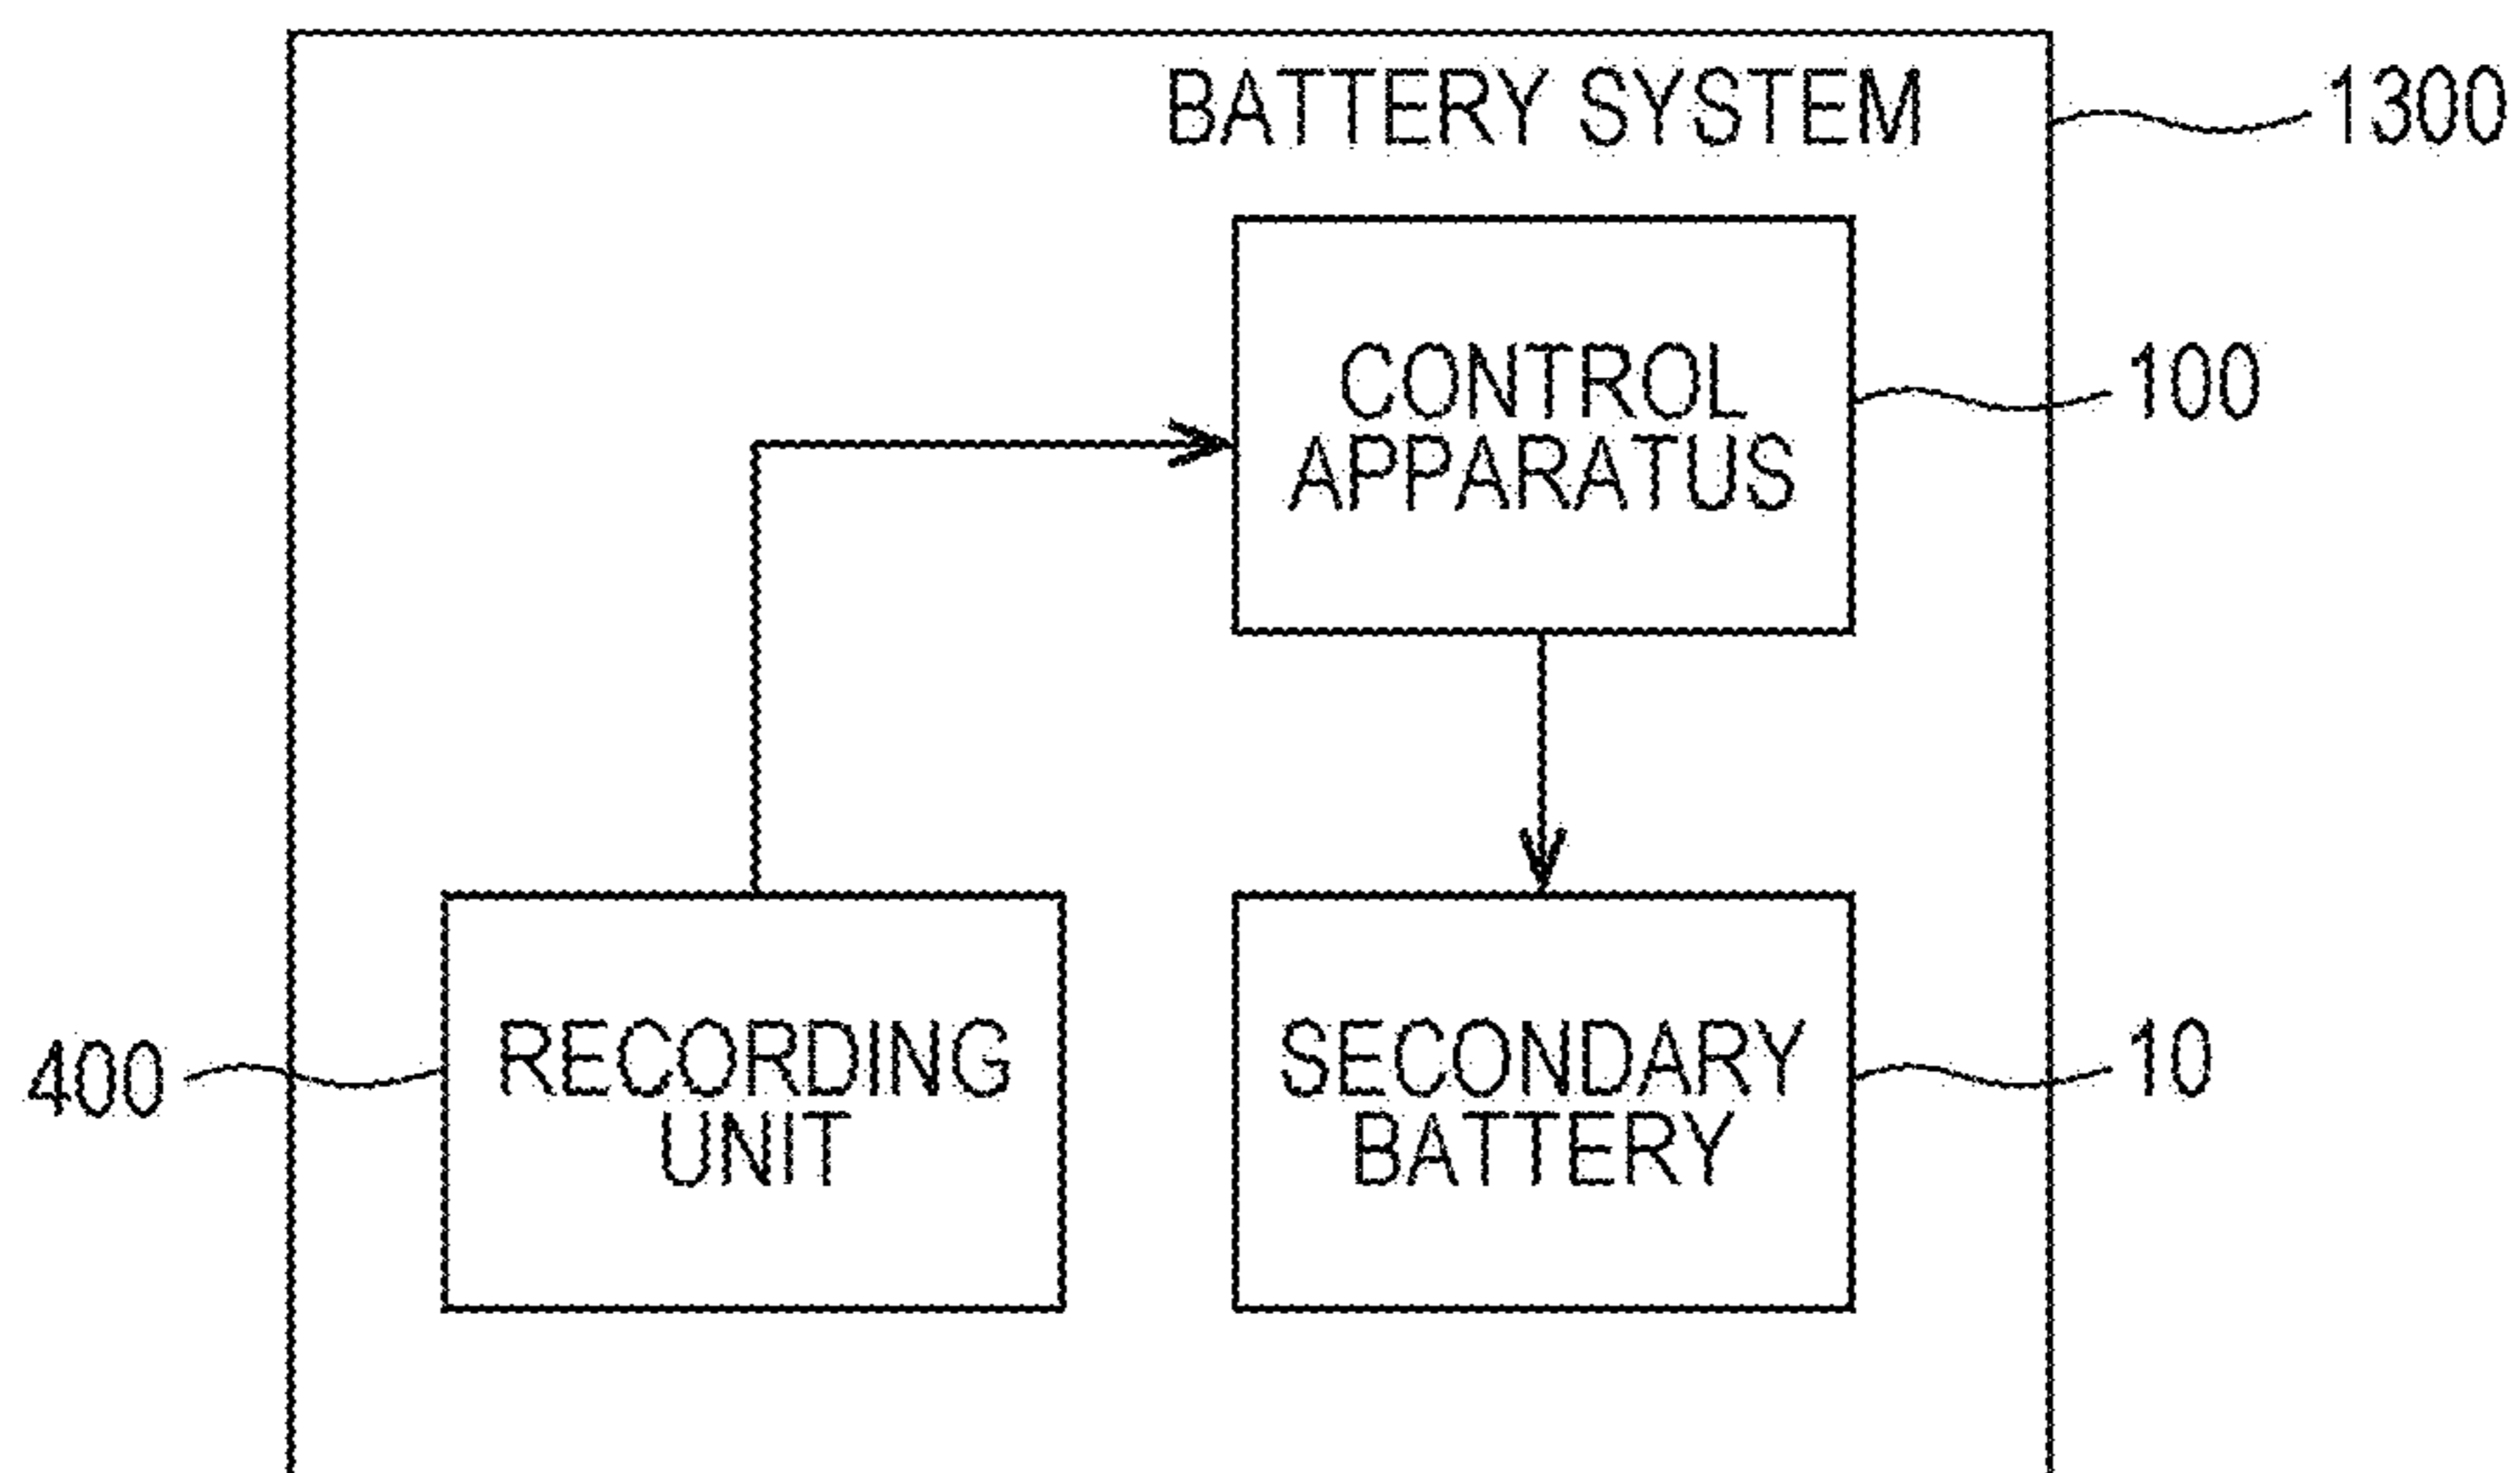 BATTERY SYSTEM
1300
CONTROL
APPARATUS
100
400
RECORDING
UNIT
SECONDARY
BATTERY
10